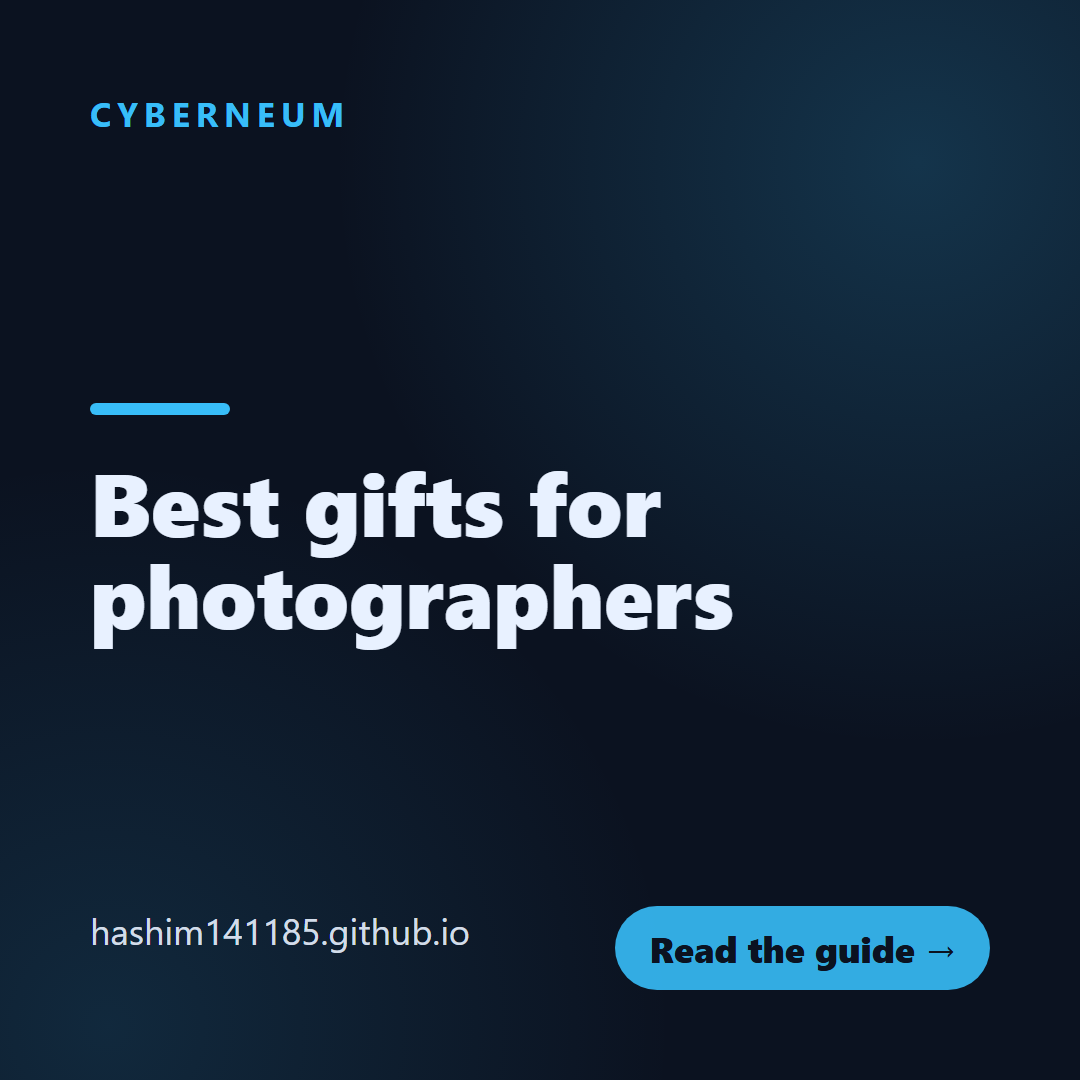 CYBERNEUM
Best gifts for
photographers
hashim141185.github.io
Read the guide →